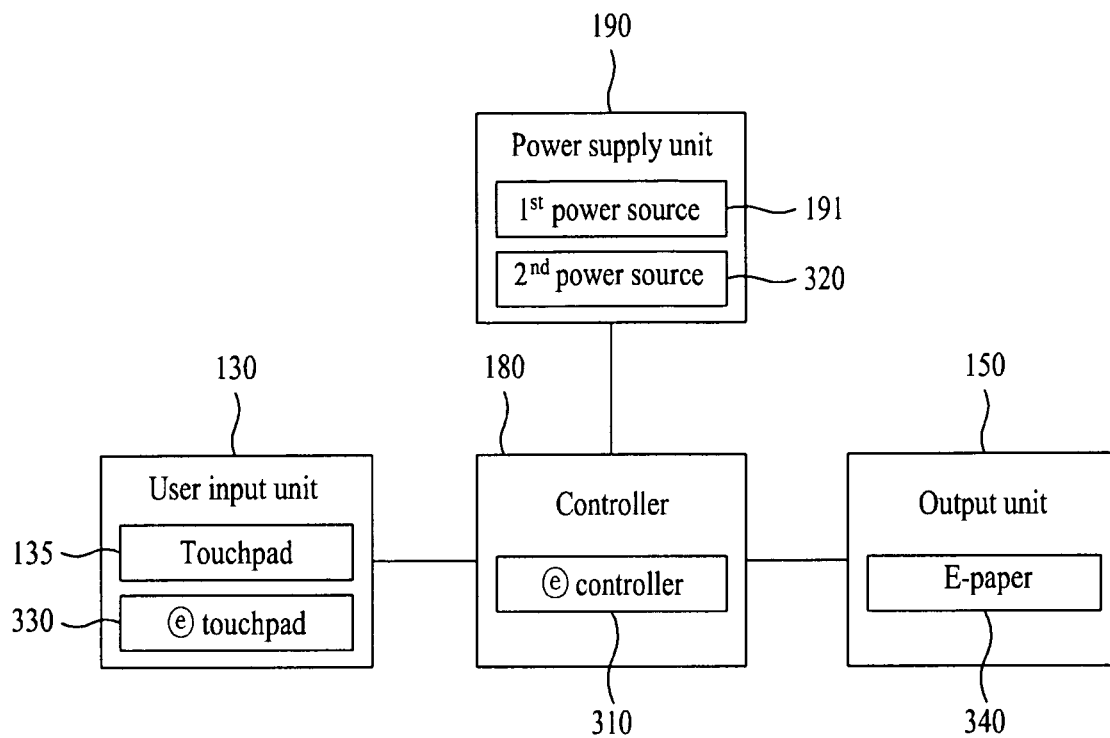 190
Power supply unit
1st power source
191
2nd power source
320
130
180
150
User input unit
Controller
Output unit
135
Touchpad
330
ⓔ touchpad
ⓔ controller
E-paper
310
340